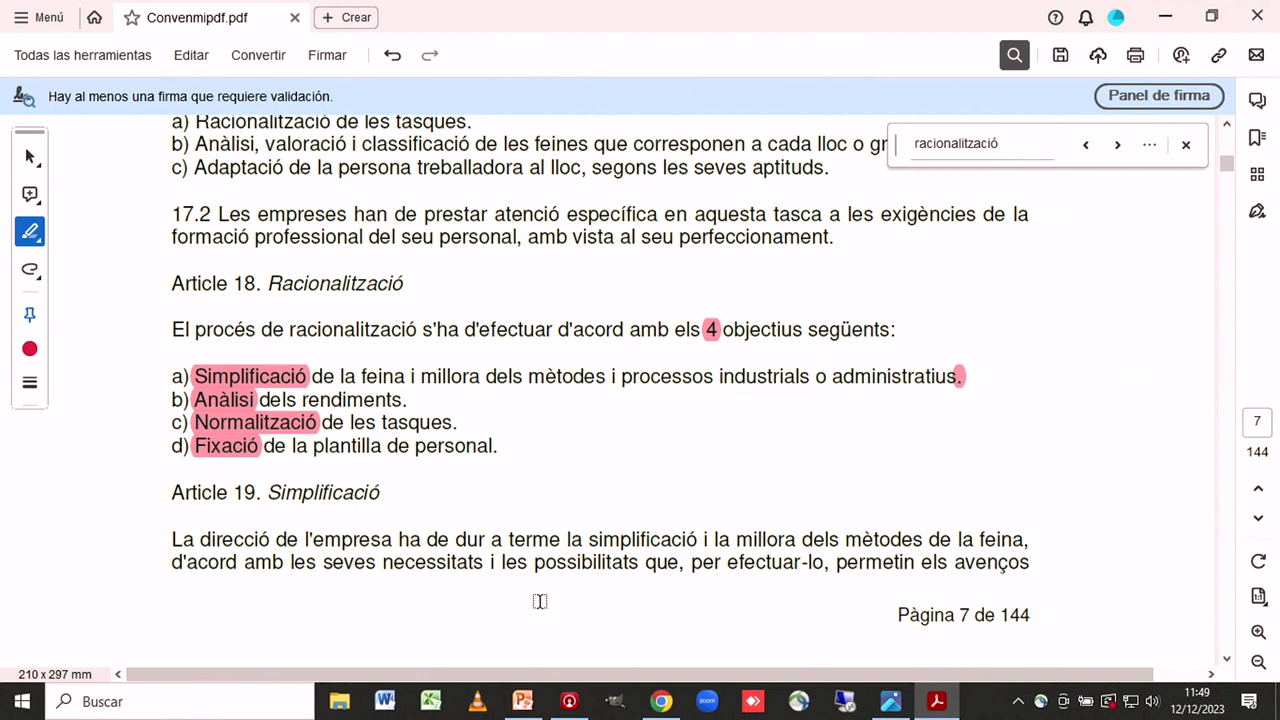 Menú
Convenmipdf.pdf
Crear
Todas las herramientas
Editar
Convertir
Firmar
Hay al menos una firma que requiere validación.
Panel de firma
racionalització
a) Racionalització de les tasques.
b) Anàlisi, valoració i classificació de les feines que corresponen a cada lloc o gr
c) Adaptació de la persona treballadora al lloc, segons les seves aptituds.
17.2 Les empreses han de prestar atenció específica en aquesta tasca a les exigències de la
formació professional del seu personal, amb vista al seu perfeccionament.
Article 18. Racionalització
El procés de racionalització s'ha d'efectuar d'acord amb els 4 objectius següents:
a) Simplificació de la feina i millora dels mètodes i processos industrials o administratius.
b) Anàlisi dels rendiments.
c) Normalització de les tasques.
d) Fixació de la plantilla de personal.
Article 19. Simplificació
La direcció de l'empresa ha de dur a terme la simplificació i la millora dels mètodes de la feina,
d'acord amb les seves necessitats i les possibilitats que, per efectuar-lo, permetin els avenços
Pàgina 7 de 144
7
144
210 x 297 mm
Buscar
11:49
12/12/2023